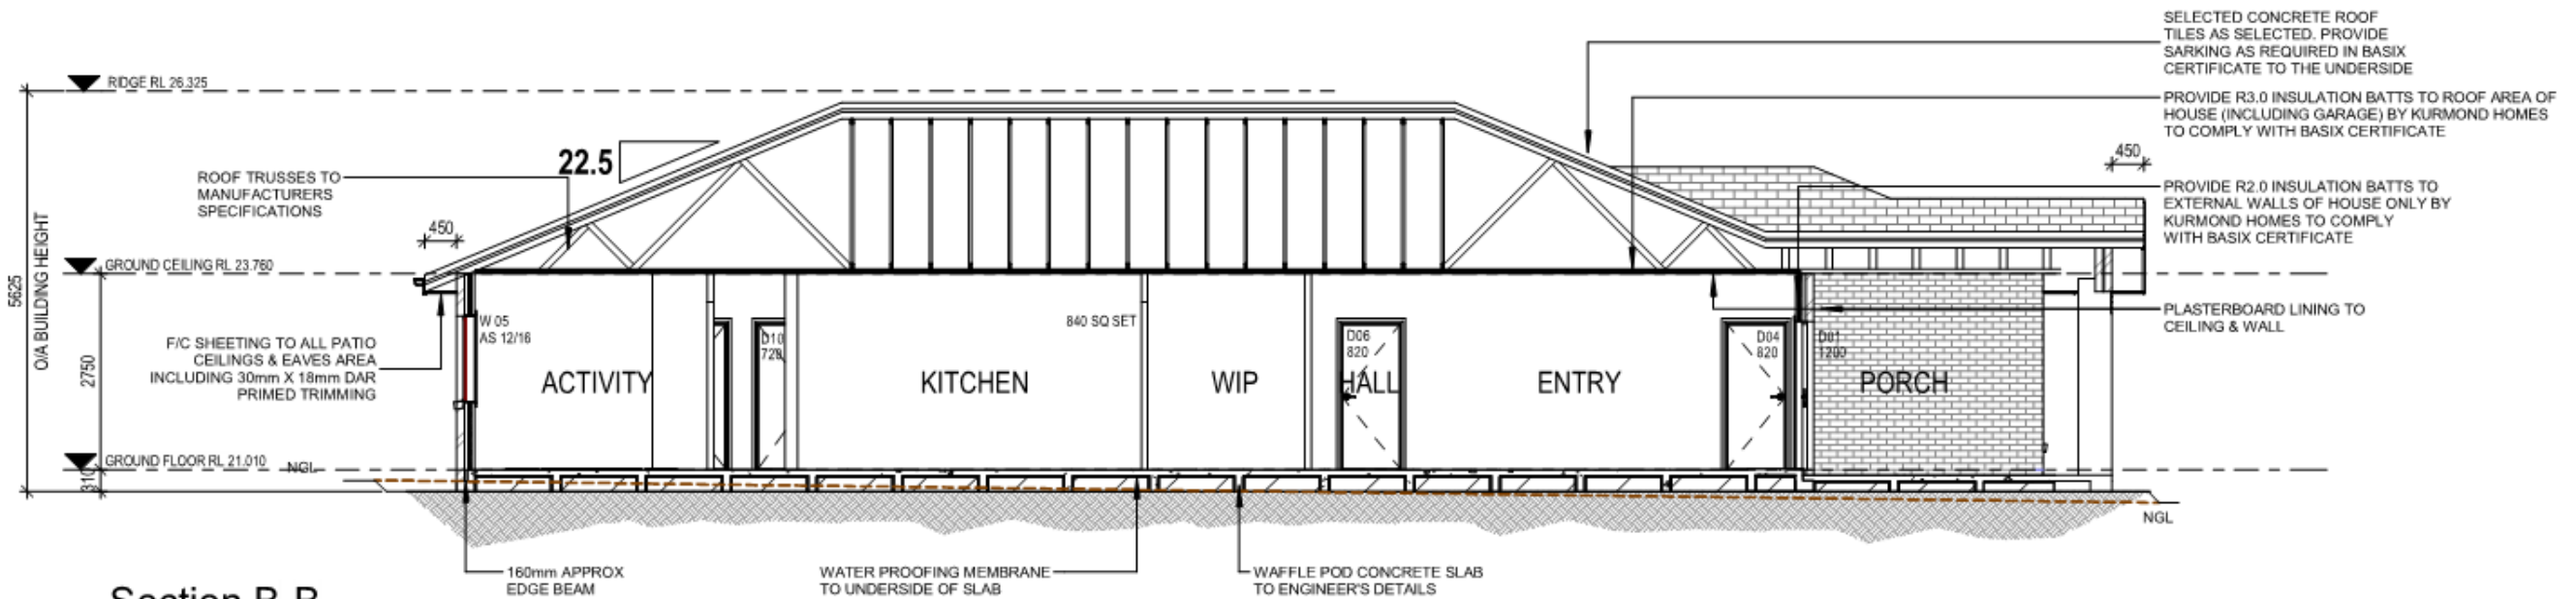 SELECTED CONCRETE ROOF
TILES AS SELECTED. PROVIDE
SARKING AS REQUIRED IN BASIX
CERTIFICATE TO THE UNDERSIDE
RIDGE RL 26.325
PROVIDE R3.0 INSULATION BATTS TO ROOF AREA OF
HOUSE (INCLUDING GARAGE) BY KURMOND HOMES
TO COMPLY WITH BASIX CERTIFICATE
22.5
450
ROOF TRUSSES TO
MANUFACTURERS
SPECIFICATIONS
PROVIDE R2.0 INSULATION BATTS TO
EXTERNAL WALLS OF HOUSE ONLY BY
KURMOND HOMES TO COMPLY
WITH BASIX CERTIFICATE
450
GROUND CEILING RL 23.760
5625
O/A BUILDING HEIGHT
2750
310
W 05
AS 12/16
840 SQ SET
D10
720
D06
820
D04
820
D01
1200
PLASTERBOARD LINING TO
CEILING & WALL
F/C SHEETING TO ALL PATIO
CEILINGS & EAVES AREA
INCLUDING 30mm X 18mm DAR
PRIMED TRIMMING
ACTIVITY
KITCHEN
WIP
HALL
ENTRY
PORCH
GROUND FLOOR RL 21.010
NGL
NGL
160mm APPROX
EDGE BEAM
WATER PROOFING MEMBRANE
TO UNDERSIDE OF SLAB
WAFFLE POD CONCRETE SLAB
TO ENGINEER'S DETAILS
Section B-B